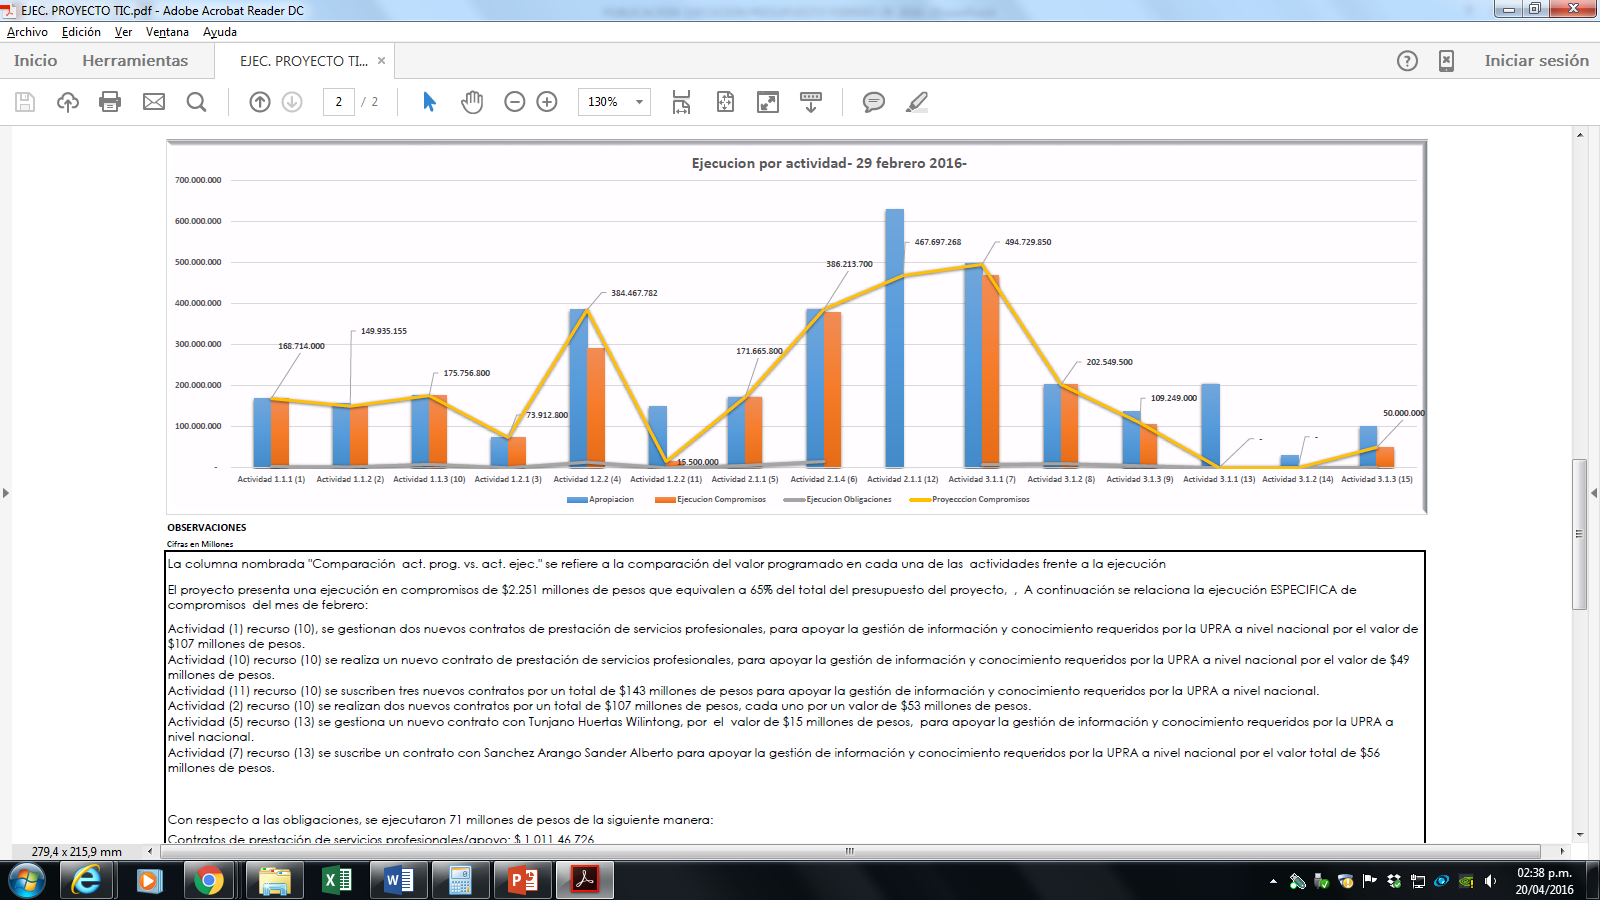 EJEC. PROYECTO TIC.pdf - Adobe Acrobat Reader DC
Archivo Edición Ver Ventana Ayuda
Inicio Herramientas EJEC. PROYECTO TI... × Iniciar sesión
2 / 2 130%
Ejecucion por actividad- 29 febrero 2016-
700.000.000
600.000.000
500.000.000
400.000.000
300.000.000
200.000.000
100.000.000
-
168.714.000
149.935.155
175.756.800
73.912.800
384.467.782
15.500.000
171.665.800
386.213.700
467.697.268
494.729.850
202.549.500
109.249.000
-
-
50.000.000
Actividad 1.1.1 (1) Actividad 1.1.2 (2) Actividad 1.1.3 (10) Actividad 1.2.1 (3) Actividad 1.2.2 (4) Actividad 1.2.2 (11) Actividad 2.1.1 (5) Actividad 2.1.4 (6) Actividad 2.1.1 (12) Actividad 3.1.1 (7) Actividad 3.1.2 (8) Actividad 3.1.3 (9) Actividad 3.1.1 (13) Actividad 3.1.2 (14) Actividad 3.1.3 (15)
Apropiacion Ejecucion Compromisos Ejecucion Obligaciones Proyecccion Compromisos
OBSERVACIONES
Cifras en Millones
La columna nombrada "Comparación act. prog. vs. act. ejec." se refiere a la comparación del valor programado en cada una de las actividades frente a la ejecución
El proyecto presenta una ejecución en compromisos de $2.251 millones de pesos que equivalen a 65% del total del presupuesto del proyecto, , A continuación se relaciona la ejecución ESPECIFICA de
compromisos del mes de febrero:
Actividad (1) recurso (10), se gestionan dos nuevos contratos de prestación de servicios profesionales, para apoyar la gestión de información y conocimiento requeridos por la UPRA a nivel nacional por el valor de
$107 millones de pesos.
Actividad (10) recurso (10) se realiza un nuevo contrato de prestación de servicios profesionales, para apoyar la gestión de información y conocimiento requeridos por la UPRA a nivel nacional por el valor de $49
millones de pesos.
Actividad (11) recurso (10) se suscriben tres nuevos contratos por un total de $143 millones de pesos para apoyar la gestión de información y conocimiento requeridos por la UPRA a nivel nacional.
Actividad (2) recurso (10) se realizan dos nuevos contratos por un total de $107 millones de pesos, cada uno por un valor de $53 millones de pesos.
Actividad (5) recurso (13) se gestiona un nuevo contrato con Tunjano Huertas Wilintong, por el valor de $15 millones de pesos, para apoyar la gestión de información y conocimiento requeridos por la UPRA a
nivel nacional.
Actividad (7) recurso (13) se suscribe un contrato con Sanchez Arango Sander Alberto para apoyar la gestión de información y conocimiento requeridos por la UPRA a nivel nacional por el valor total de $56
millones de pesos.
Con respecto a las obligaciones, se ejecutaron 71 millones de pesos de la siguiente manera:
Contratos de prestación de servicios profesionales/apoyo: $ 1.011.46.726
279,4 x 215,9 mm
02:38 p.m.
20/04/2016